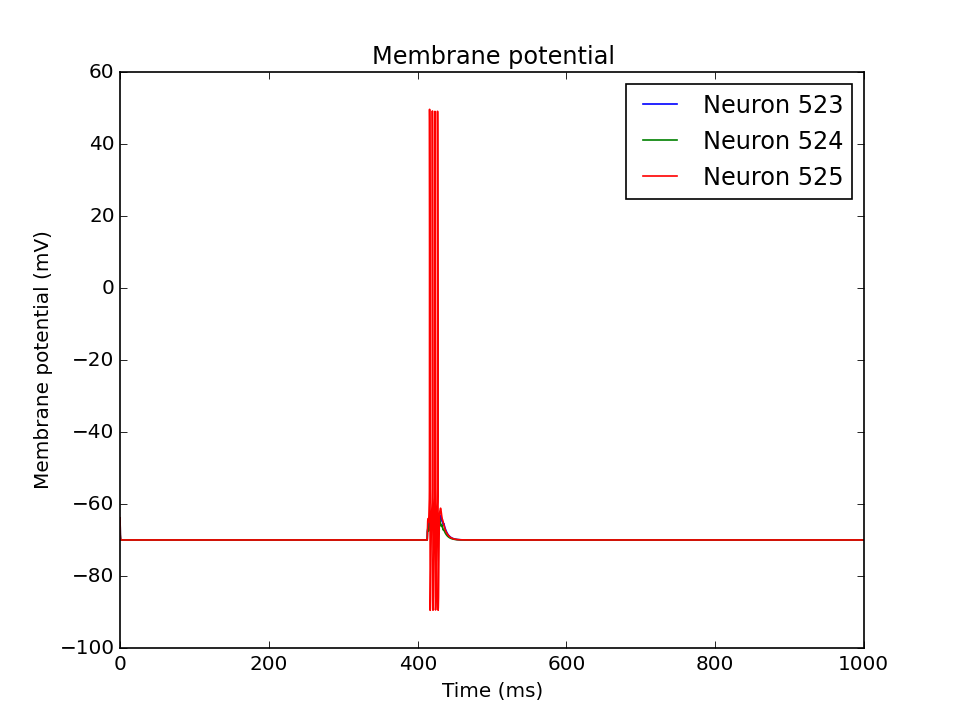 Membrane potential
60
40
20
0
−20
−40
−60
−80
−100
Membrane potential (mV)
Neuron 523
Neuron 524
Neuron 525
0 200 400 600 800 1000
Time (ms)